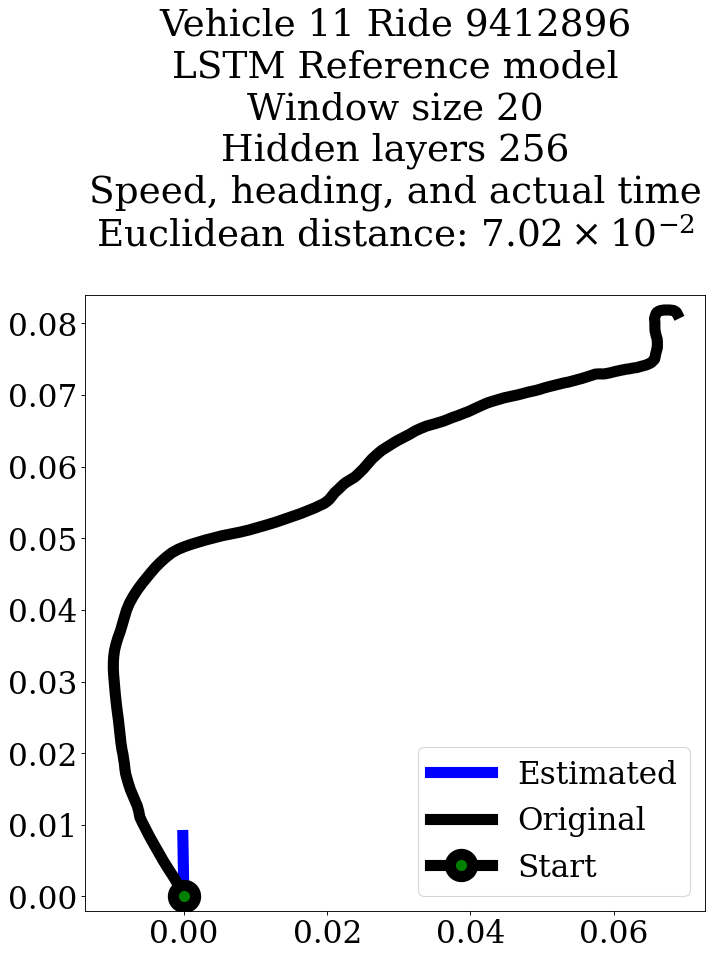 Vehicle 11 Ride 9412896
LSTM Reference model
Window size 20
Hidden layers 256
Speed, heading, and actual time
Euclidean distance: 7.02 × 10⁻²
0.08
0.07
0.06
0.05
0.04
0.03
0.02
0.01
0.00
Estimated
Original
Start
0.00 0.02 0.04 0.06